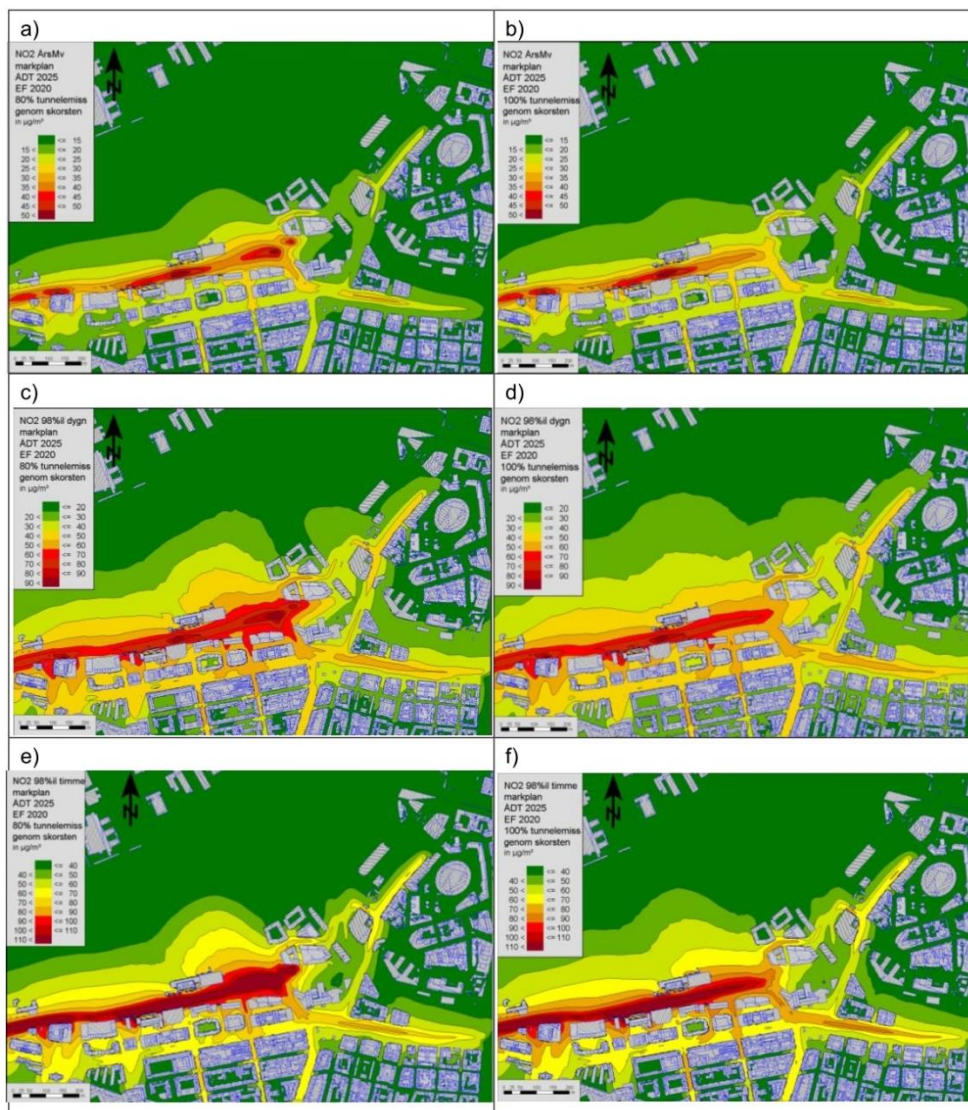 a)
NO2 ÅrsMv
markplan
ÅDT 2025
EF 2020
80% tunnelemiss
genom skorsten
in µg/m³
<= 15
15 < <= 20
20 < <= 25
25 < <= 30
30 < <= 35
35 < <= 40
40 < <= 45
45 < <= 50
50 <
N
b)
NO2 ÅrsMv
markplan
ÅDT 2025
EF 2020
100% tunnelemiss
genom skorsten
in µg/m³
<= 15
15 < <= 20
20 < <= 25
25 < <= 30
30 < <= 35
35 < <= 40
40 < <= 45
45 < <= 50
50 <
N
c)
NO2 98%il dygn
markplan
ÅDT 2025
EF 2020
80% tunnelemiss
genom skorsten
in µg/m³
<= 20
20 < <= 30
30 < <= 40
40 < <= 50
50 < <= 60
60 < <= 70
70 < <= 80
80 < <= 90
90 <
N
d)
NO2 98%il dygn
markplan
ÅDT 2025
EF 2020
100% tunnelemiss
genom skorsten
in µg/m³
<= 20
20 < <= 30
30 < <= 40
40 < <= 50
50 < <= 60
60 < <= 70
70 < <= 80
80 < <= 90
90 <
N
e)
NO2 98%il timme
markplan
ÅDT 2025
EF 2020
80% tunnelemiss
genom skorsten
in µg/m³
<= 40
40 < <= 50
50 < <= 60
60 < <= 70
70 < <= 80
80 < <= 90
90 < <= 100
100 < <= 110
110 <
N
f)
NO2 98%il timme
markplan
ÅDT 2025
EF 2020
100% tunnelemiss
genom skorsten
in µg/m³
<= 40
40 < <= 50
50 < <= 60
60 < <= 70
70 < <= 80
80 < <= 90
90 < <= 100
100 < <= 110
110 <
N